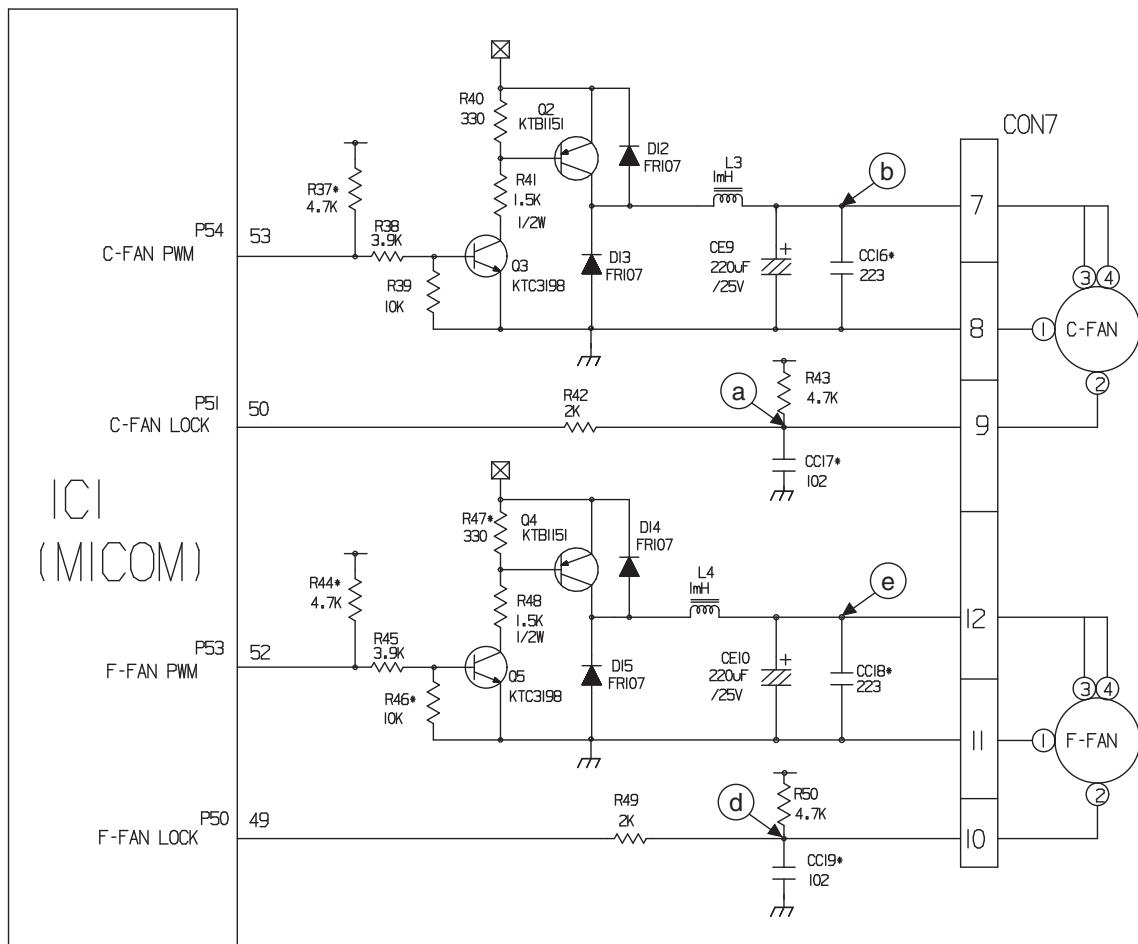 CON7
R40
330
Q2
KTB1151
D12
FR107
L3
1mH
b
R37*
4.7K
R41
1.5K
1/2W
7
P54
53
R38
3.9K
C-FAN PWM
Q3
KTC3198
D13
FR107
CE9
220uF
/25V
CC16*
223
3
4
R39
10K
8
1
C-FAN
2
P51
50
C-FAN LOCK
R42
2K
a
R43
4.7K
9
CC17*
102
IC1
(MICOM)
R47*
330
Q4
KTB1151
D14
FR107
L4
1mH
e
R44*
4.7K
R48
1.5K
1/2W
12
P53
52
R45
3.9K
F-FAN PWM
Q5
KTC3198
D15
FR107
CE10
220uF
/25V
CC18*
223
3
4
R46*
10K
11
1
F-FAN
2
P50
49
F-FAN LOCK
R49
2K
d
R50
4.7K
10
CC19*
102